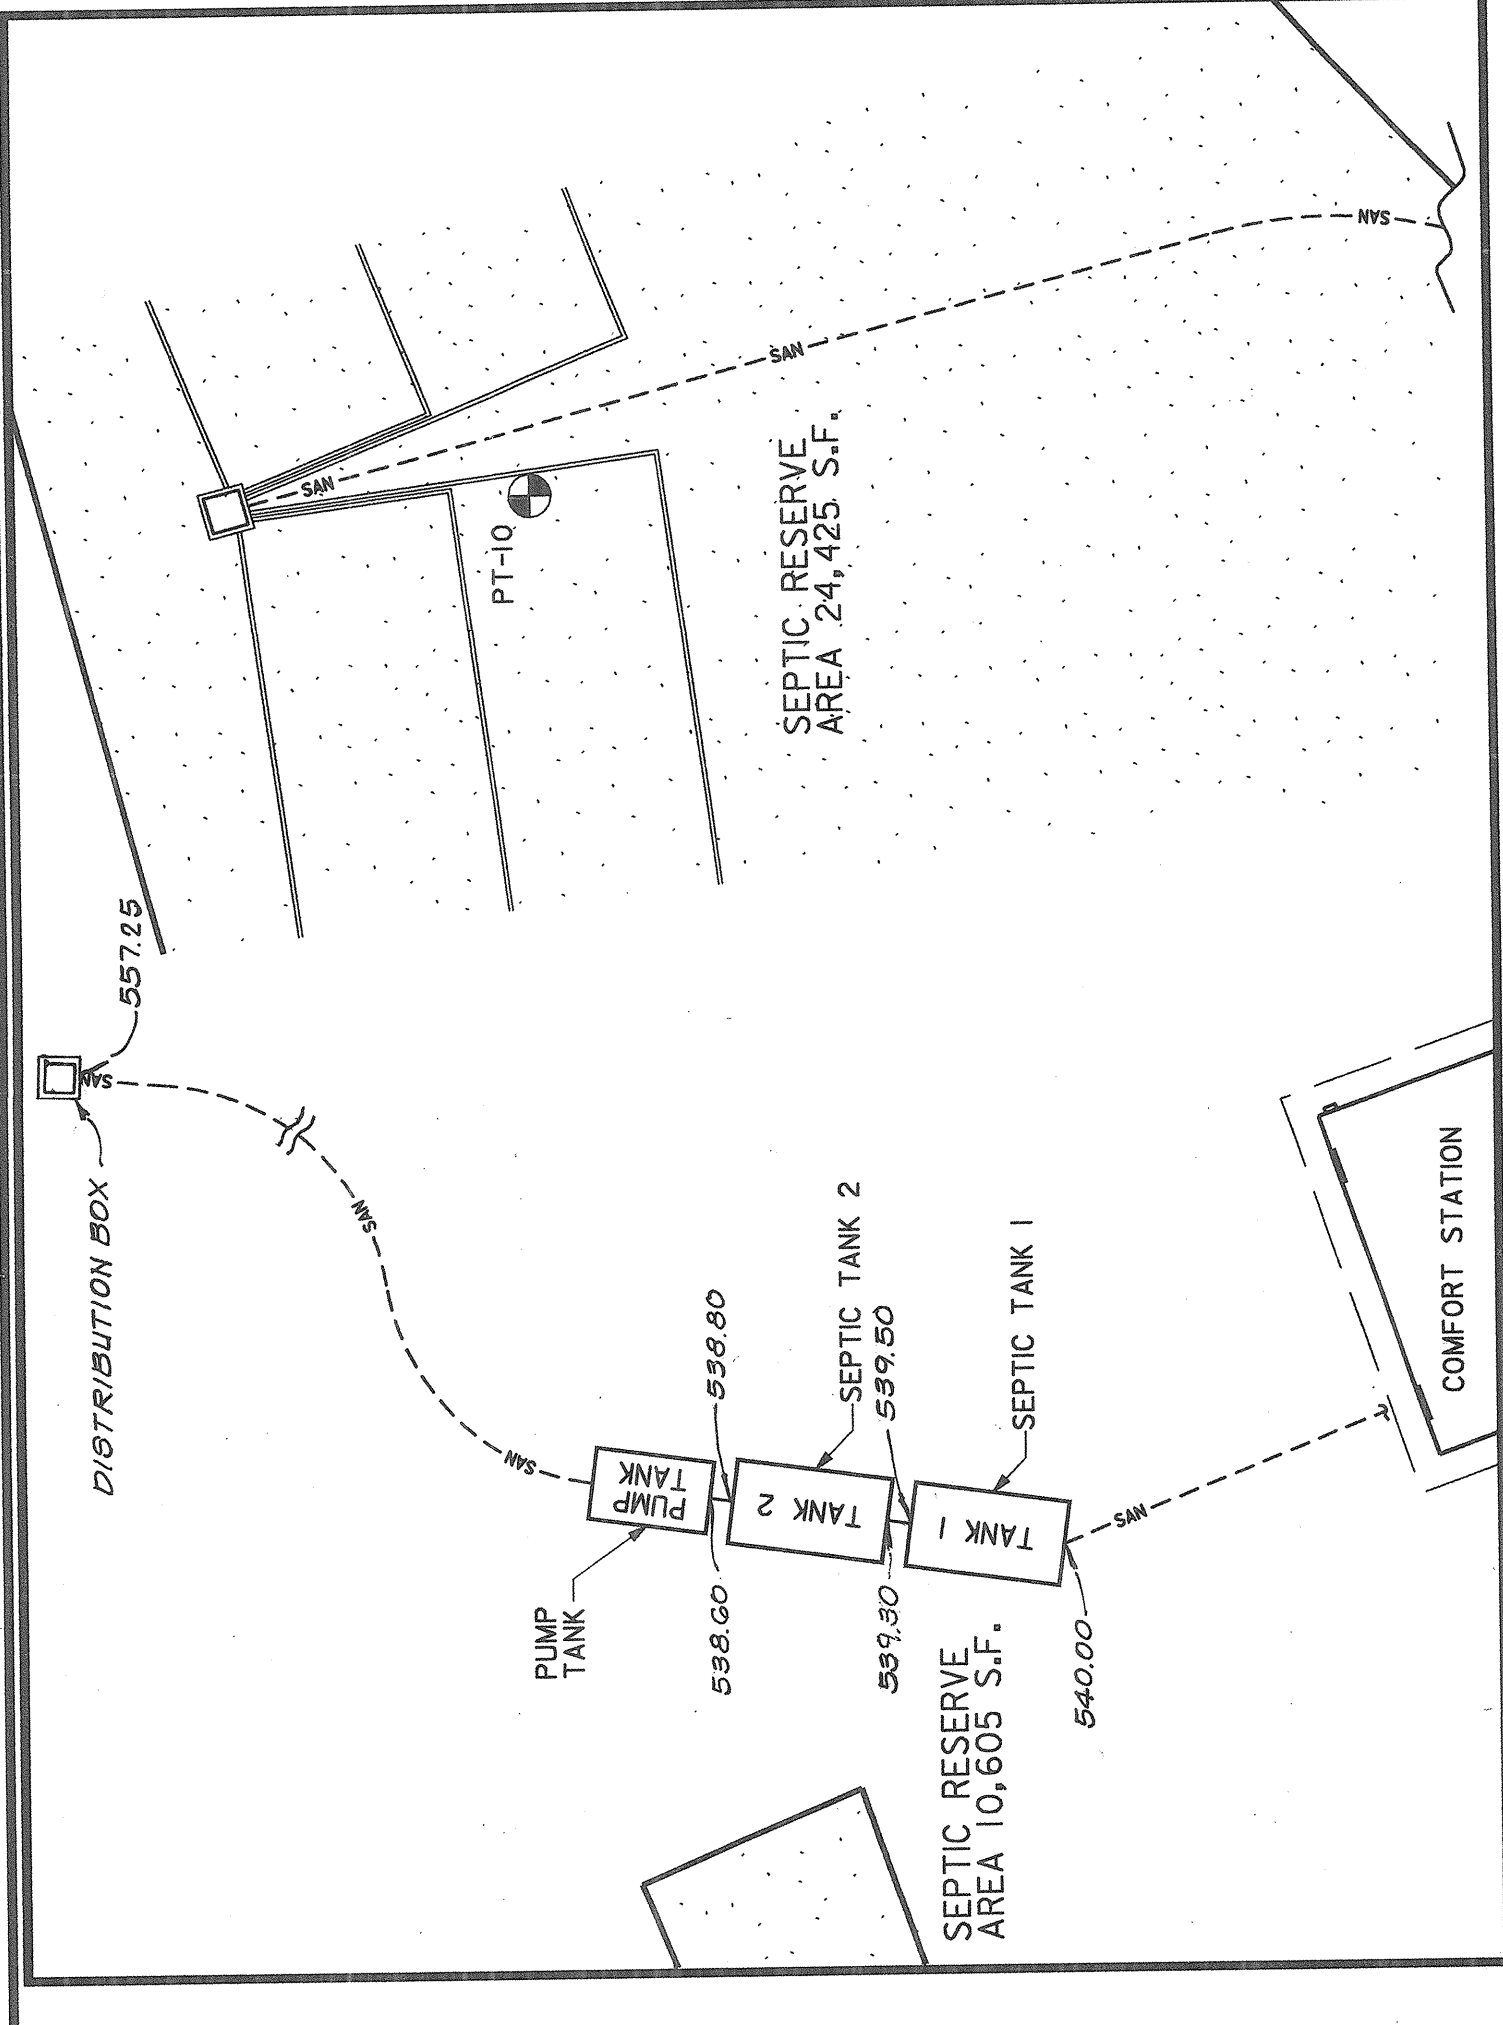 DISTRIBUTION BOX
557.25
SAN
SAN
SAN
PUMP
TANK
PUMP
TANK
538.60
538.80
TANK 2
SEPTIC TANK 2
539.30
539.50
TANK 1
SEPTIC TANK 1
540.00
SAN
COMFORT STATION
SEPTIC RESERVE
AREA 10,605 S.F.
SAN
PT-10
SAN
SAN
SEPTIC RESERVE
AREA 24,425 S.F.